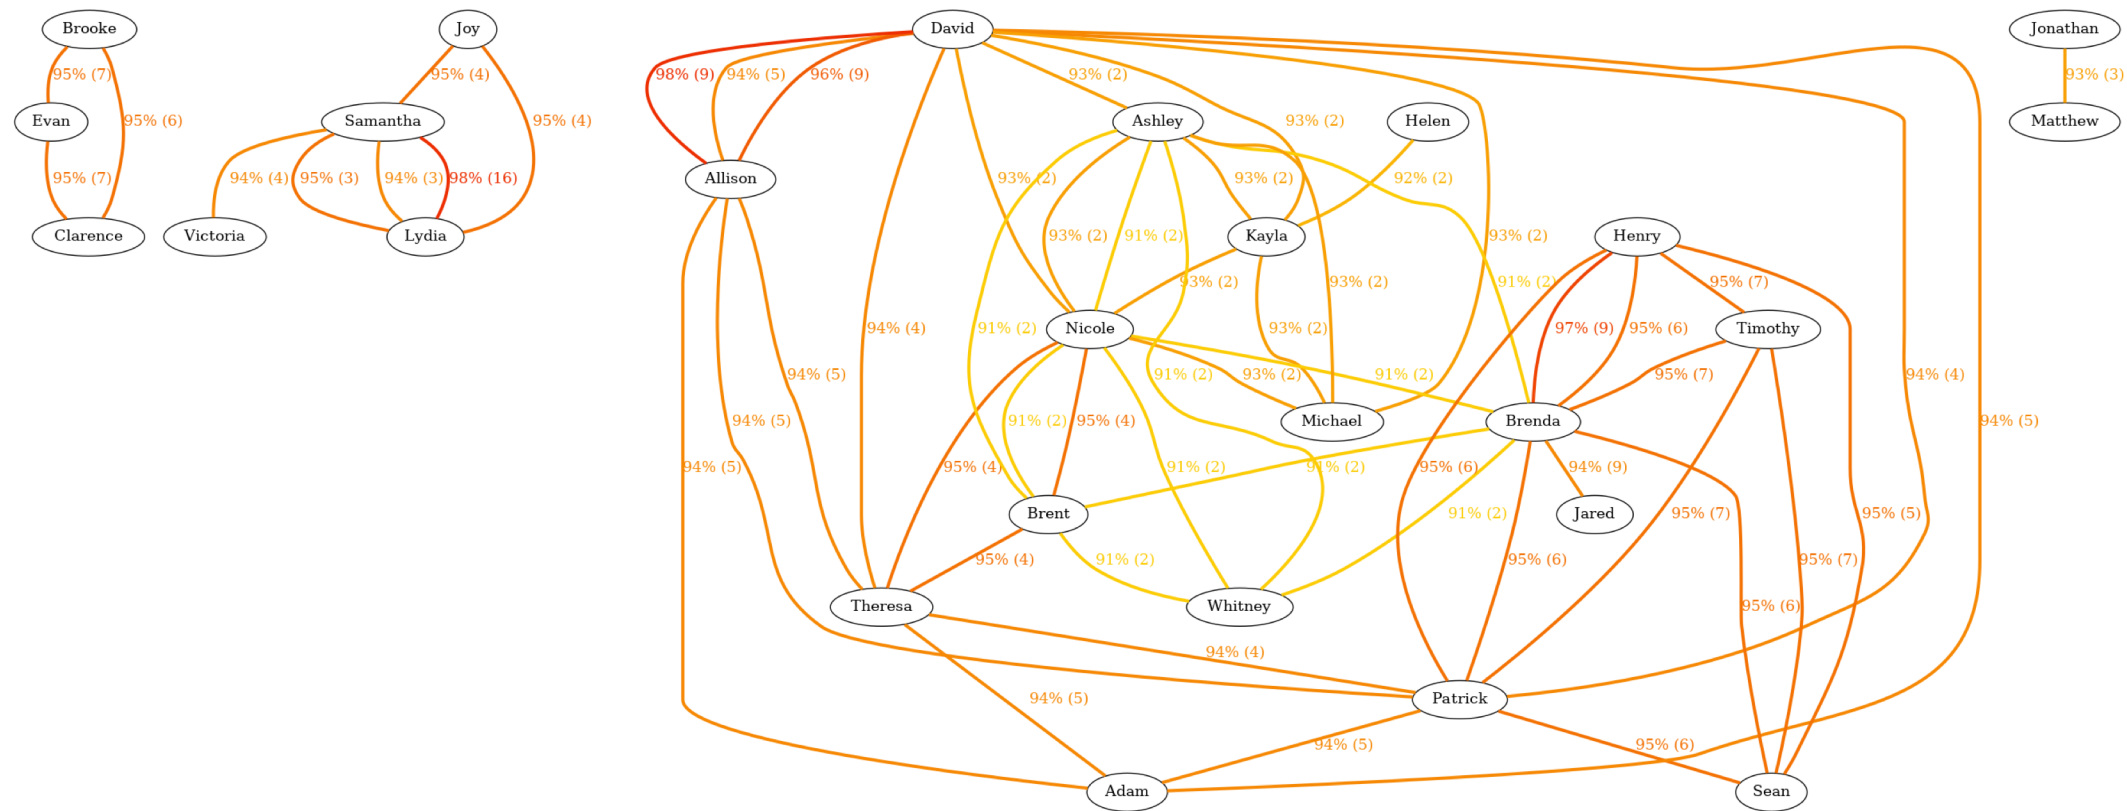 Brooke
Joy
David
Jonathan
95% (7)
95% (4)
98% (9)
94% (5)
96% (9)
93% (2)
93% (3)
Evan
95% (6)
Samantha
95% (4)
Ashley
93% (2)
Helen
Matthew
94% (4)
95% (3)
94% (3)
98% (16)
Allison
93% (2)
93% (2)
92% (2)
95% (7)
Clarence
Victoria
Lydia
93% (2)
91% (2)
Kayla
93% (2)
Henry
93% (2)
93% (2)
91% (2)
95% (7)
94% (4)
91% (2)
Nicole
93% (2)
97% (9)
95% (6)
Timothy
94% (5)
91% (2)
93% (2)
91% (2)
95% (7)
94% (4)
94% (5)
91% (2)
95% (4)
Michael
Brenda
94% (5)
94% (5)
95% (4)
91% (2)
91% (2)
95% (6)
94% (9)
Brent
91% (2)
Jared
95% (7)
95% (5)
95% (4)
91% (2)
95% (6)
95% (7)
Theresa
Whitney
95% (6)
94% (4)
94% (5)
Patrick
94% (5)
95% (6)
Adam
Sean